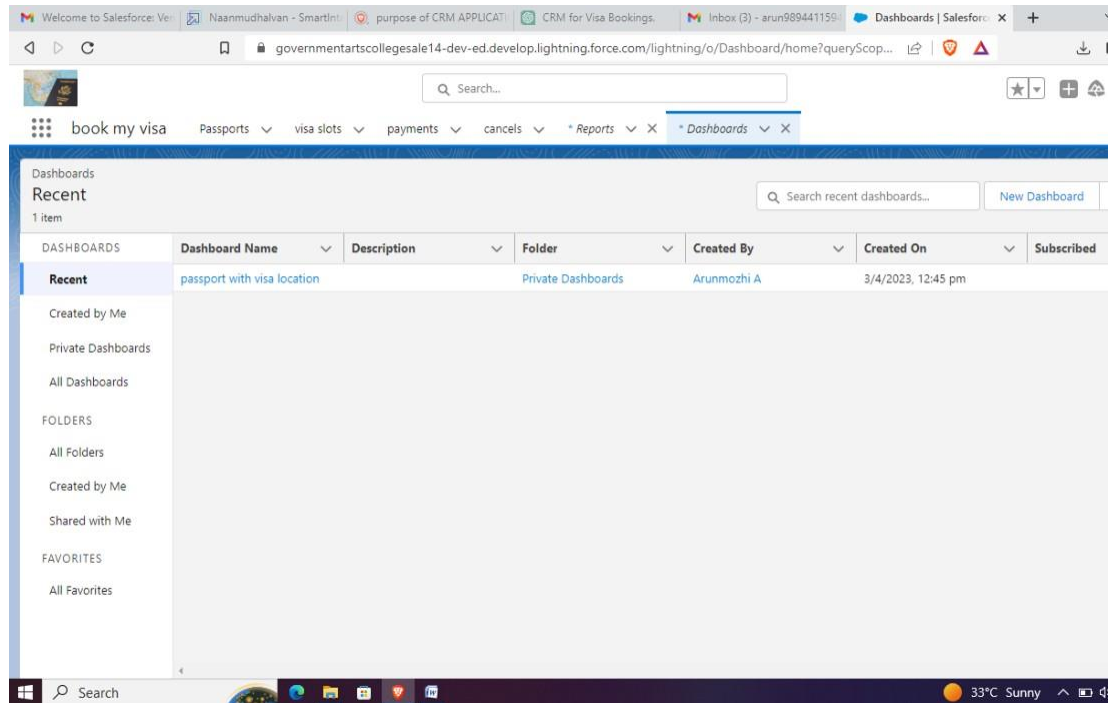 Welcome to Salesforce: Ver
Naanmudhalvan - SmartInt
purpose of CRM APPLICATI
CRM for Visa Bookings.
Inbox (3) - arun989441159
Dashboards | Salesforc
governmentartscollegesale14-dev-ed.develop.lightning.force.com/lightning/o/Dashboard/home?queryScop...
Search...
book my visa
Passports
visa slots
payments
cancels
* Reports
* Dashboards
Dashboards
Recent
1 item
Search recent dashboards...
New Dashboard
DASHBOARDS
Dashboard Name
Description
Folder
Created By
Created On
Subscribed
Recent
passport with visa location
Private Dashboards
Arunmozhi A
3/4/2023, 12:45 pm
Created by Me
Private Dashboards
All Dashboards
FOLDERS
All Folders
Created by Me
Shared with Me
FAVORITES
All Favorites
Search
33°C Sunny